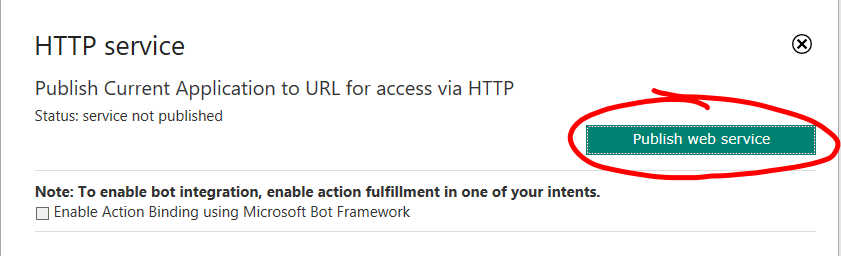 HTTP service
Publish Current Application to URL for access via HTTP
Status: service not published
Publish web service
Note: To enable bot integration, enable action fulfillment in one of your intents.
Enable Action Binding using Microsoft Bot Framework